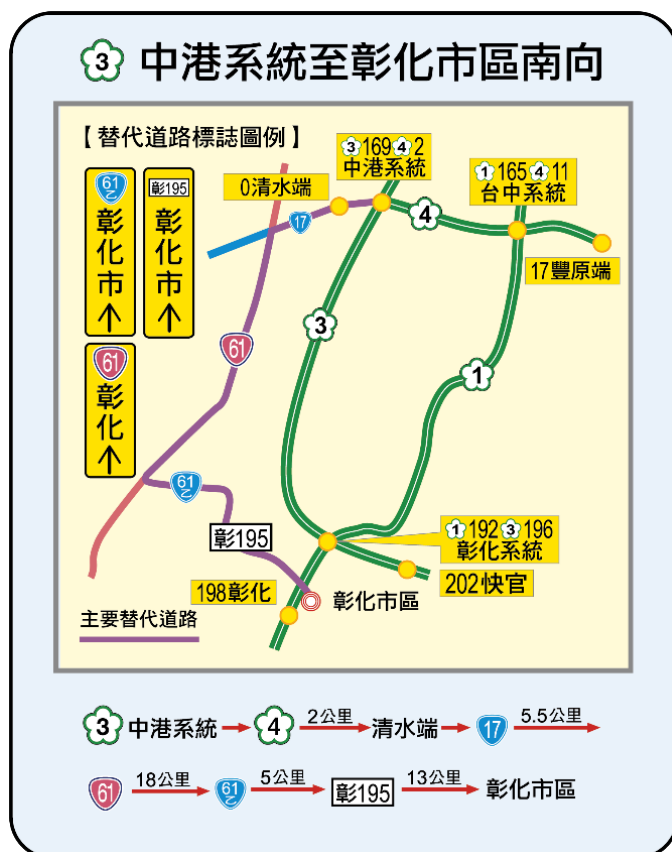 3 中港系統至彰化市區南向
【替代道路標誌圖例】
61乙 彰化市↑
彰195 彰化市↑
61 彰化↑
3 169 4 2
中港系統
1 165 4 11
台中系統
0清水端
17
4
17豐原端
3
61
1
61乙
彰195
1 192 3 196
彰化系統
202快官
198彰化
彰化市區
主要替代道路
3 中港系統→4 2公里→清水端→17 5.5公里→
61 18公里→61乙 5公里→彰195 13公里→彰化市區